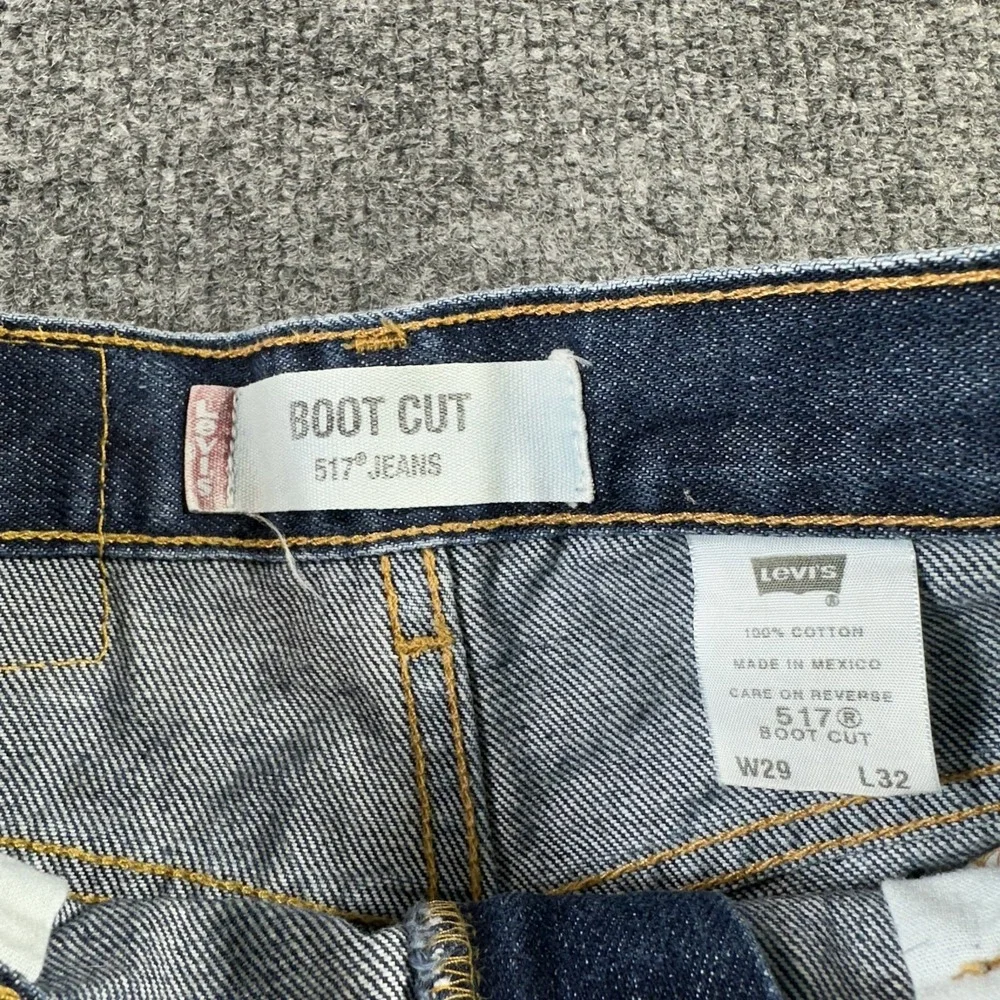 LEVI'S
BOOT CUT
517® JEANS
LEVI'S
®
100% COTTON
MADE IN MEXICO
CARE ON REVERSE
517®
BOOT CUT
W29 L32